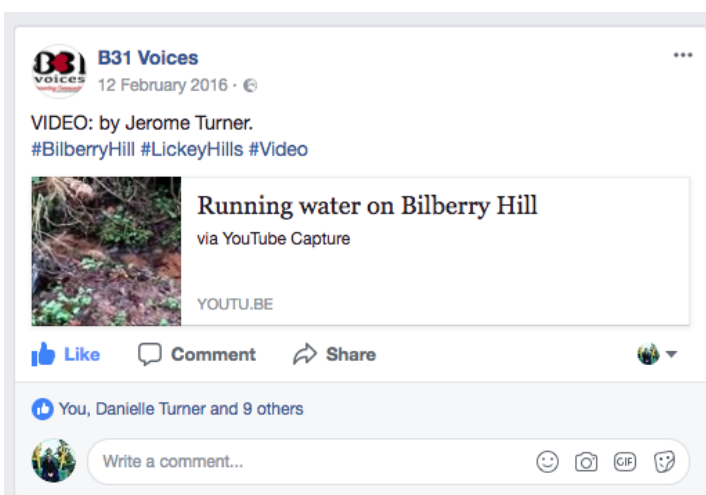 B31 Voices
12 February 2016 ·
VIDEO: by Jerome Turner.
#BilberryHill #LickeyHills #Video
Running water on Bilberry Hill
via YouTube Capture
YOUTU.BE
Like Comment Share
You, Danielle Turner and 9 others
Write a comment...
GIF